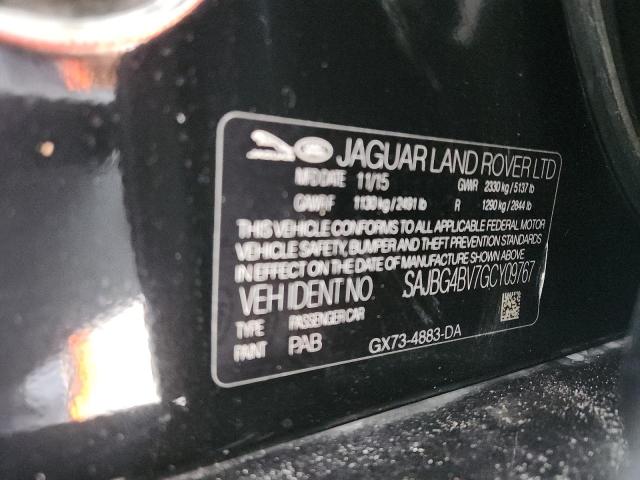 JAGUAR LAND ROVER LTD
MFD DATE 11/15 GVWR 2330 kg / 5137 lb
GAWR F 1130 kg / 2491 lb R 1290 kg / 2844 lb
THIS VEHICLE CONFORMS TO ALL APPLICABLE FEDERAL MOTOR
VEHICLE SAFETY, BUMPER AND THEFT PREVENTION STANDARDS
IN EFFECT ON THE DATE OF MANUFACTURE SHOWN ABOVE
VEH IDENT NO SAJBG4BV7GCY09767
TYPE PASSENGER CAR
PAINT PAB GX73-4883-DA